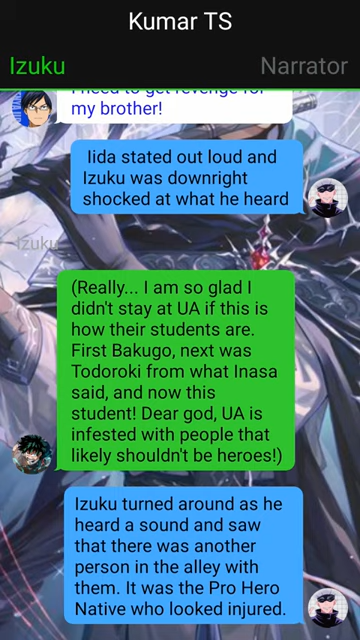 Kumar TS
Izuku
Narrator
I need to get revenge for
my brother!
Iida stated out loud and
Izuku was downright
shocked at what he heard
Izuku
(Really... I am so glad I
didn't stay at UA if this is
how their students are.
First Bakugo, next was
Todoroki from what Inasa
said, and now this
student! Dear god, UA is
infested with people that
likely shouldn't be heroes!)
Izuku turned around as he
heard a sound and saw
that there was another
person in the alley with
them. It was the Pro Hero
Native who looked injured.